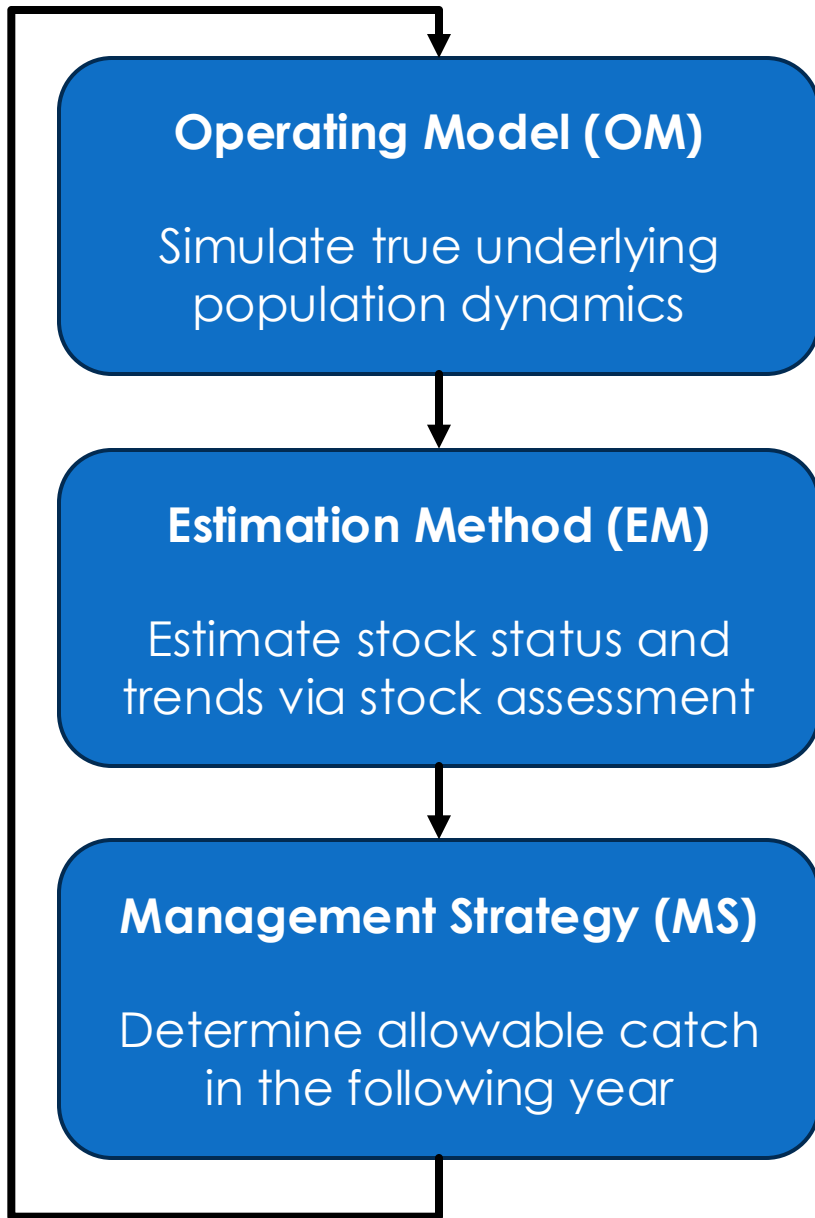 Operating Model (OM)
Simulate true underlying
population dynamics
Estimation Method (EM)
Estimate stock status and
trends via stock assessment
Management Strategy (MS)
Determine allowable catch
in the following year